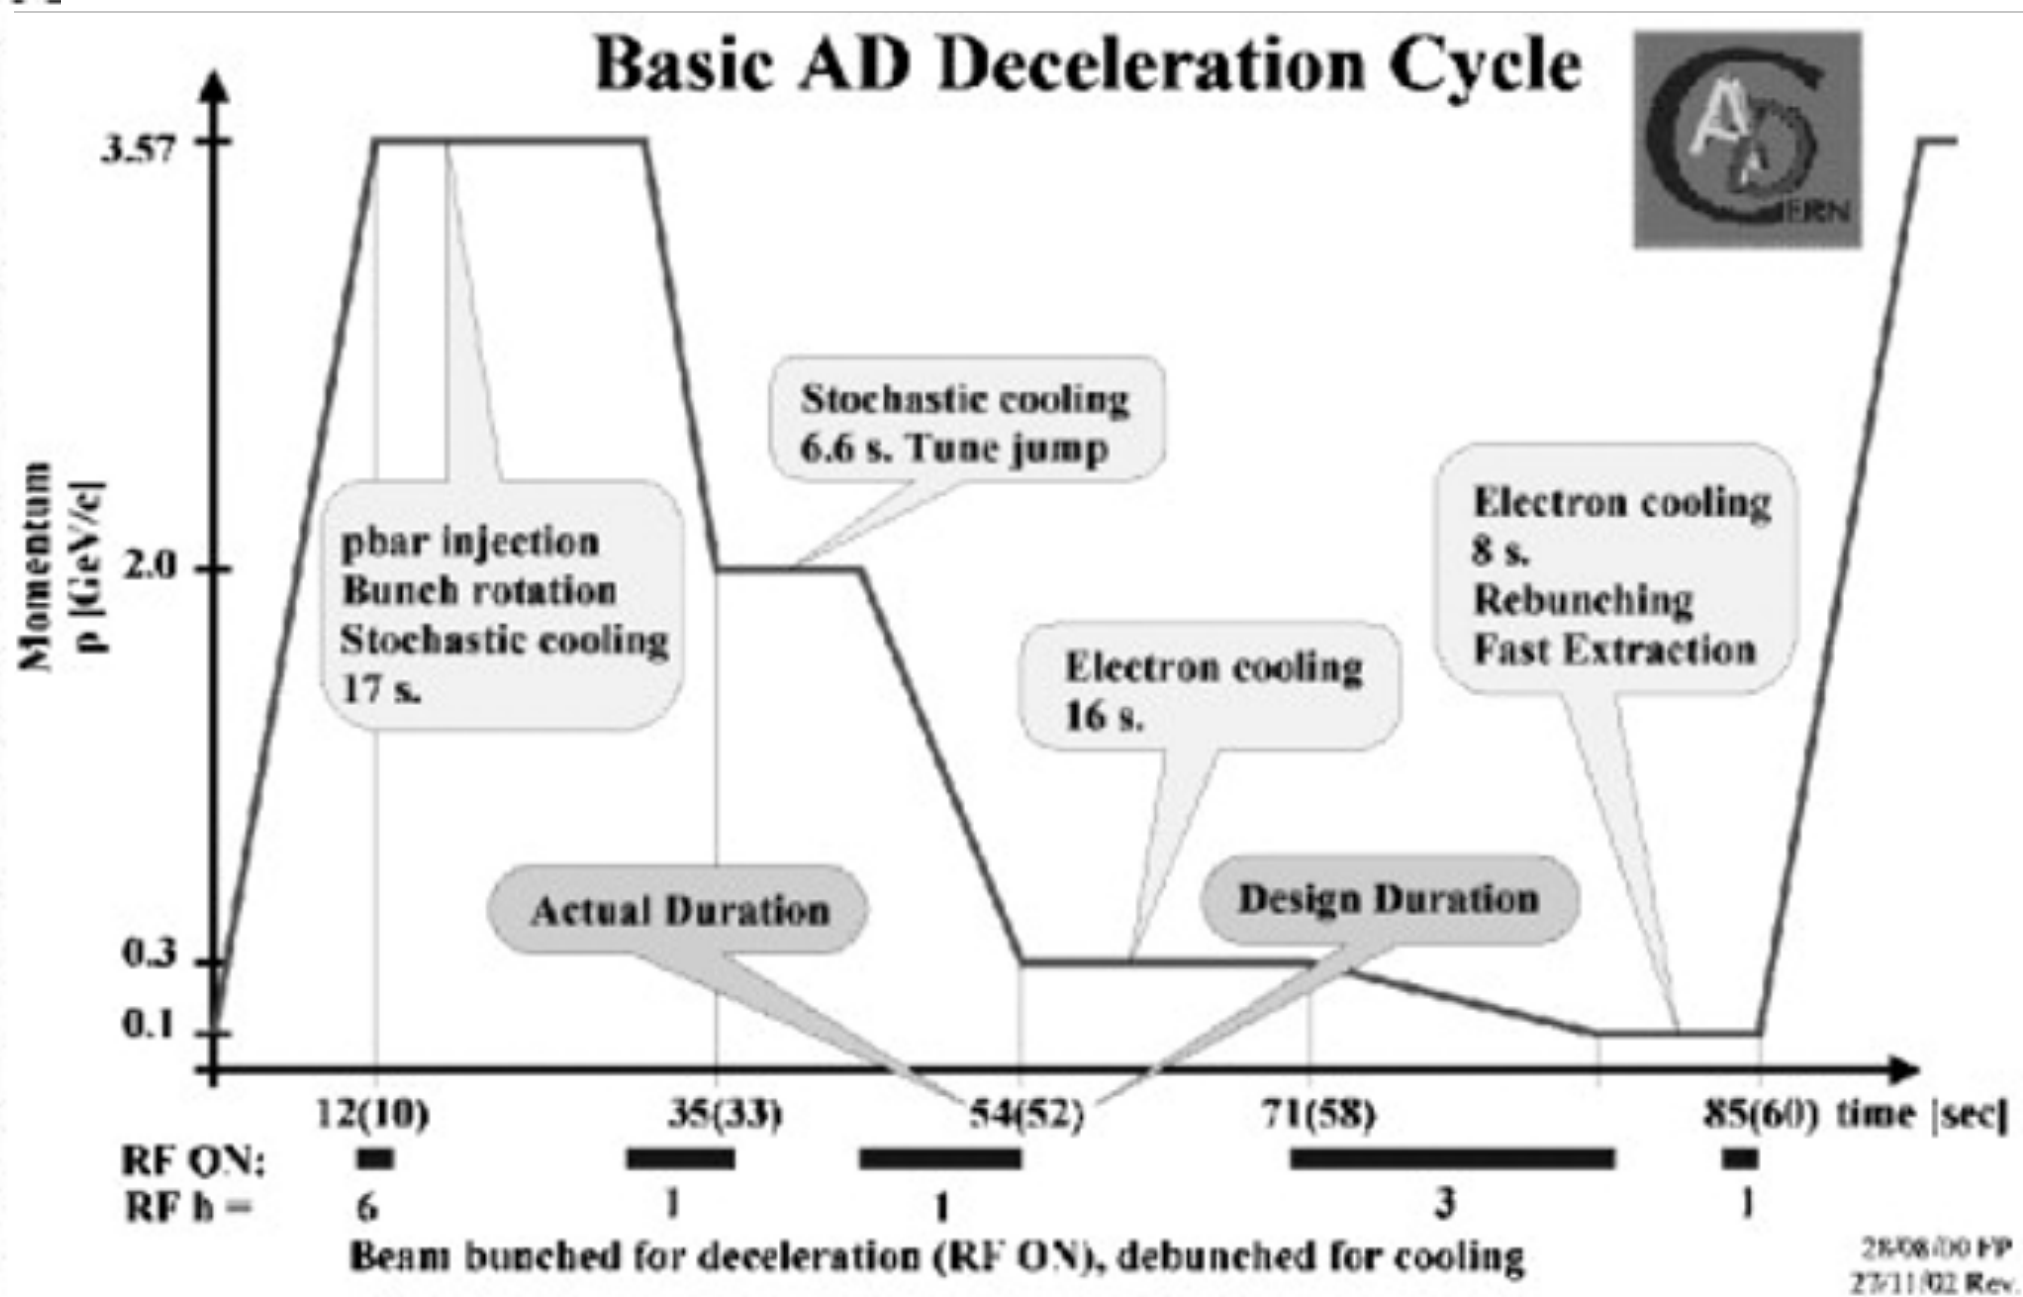 Basic AD Deceleration Cycle
A
D
A
CERN
3.57
2.0
0.3
0.1
Momentum
p [GeV/c]
pbar injection
Bunch rotation
Stochastic cooling
17 s.
Stochastic cooling
6.6 s. Tune jump
Electron cooling
16 s.
Electron cooling
8 s.
Rebunching
Fast Extraction
Actual Duration
Design Duration
12(10)
35(33)
54(52)
71(58)
85(60)
time [sec]
RF ON:
RF h =
6
1
1
3
1
Beam bunched for deceleration (RF ON), debunched for cooling
28/08/00 FP
27/11/02 Rev.